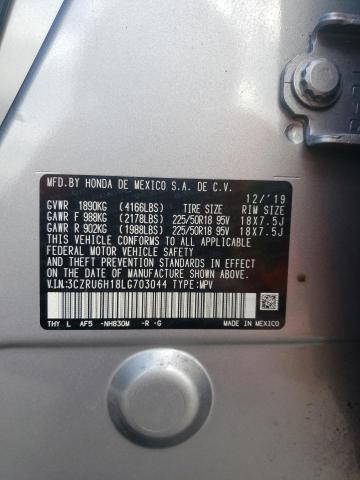 MFD.BY HONDA DE MEXICO S.A. DE C.V.
12/'19
GVWR 1890KG (4166LBS) TIRE SIZE RIM SIZE
GAWR F 988KG (2178LBS) 225/50R18 95V 18X7.5J
GAWR R 902KG (1988LBS) 225/50R18 95V 18X7.5J
THIS VEHICLE CONFORMS TO ALL APPLICABLE
FEDERAL MOTOR VEHICLE SAFETY, BUMPER,
AND THEFT PREVENTION STANDARDS IN EFFECT
ON THE DATE OF MANUFACTURE SHOWN ABOVE.
V.I.N:3CZRU6H18LG703044 TYPE:MPV
THY L AF5 -NH830M -R -G
MADE IN MEXICO